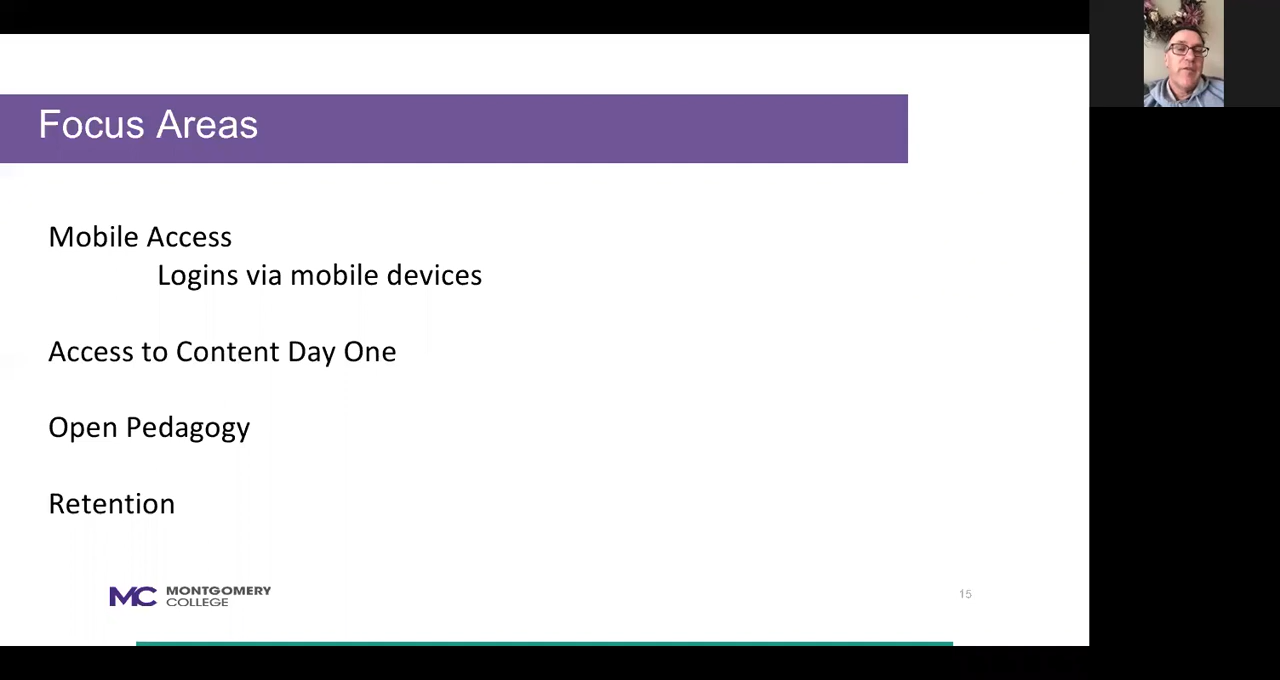 Focus Areas
Mobile Access
Logins via mobile devices
Access to Content Day One
Open Pedagogy
Retention
MC MONTGOMERY
COLLEGE
15